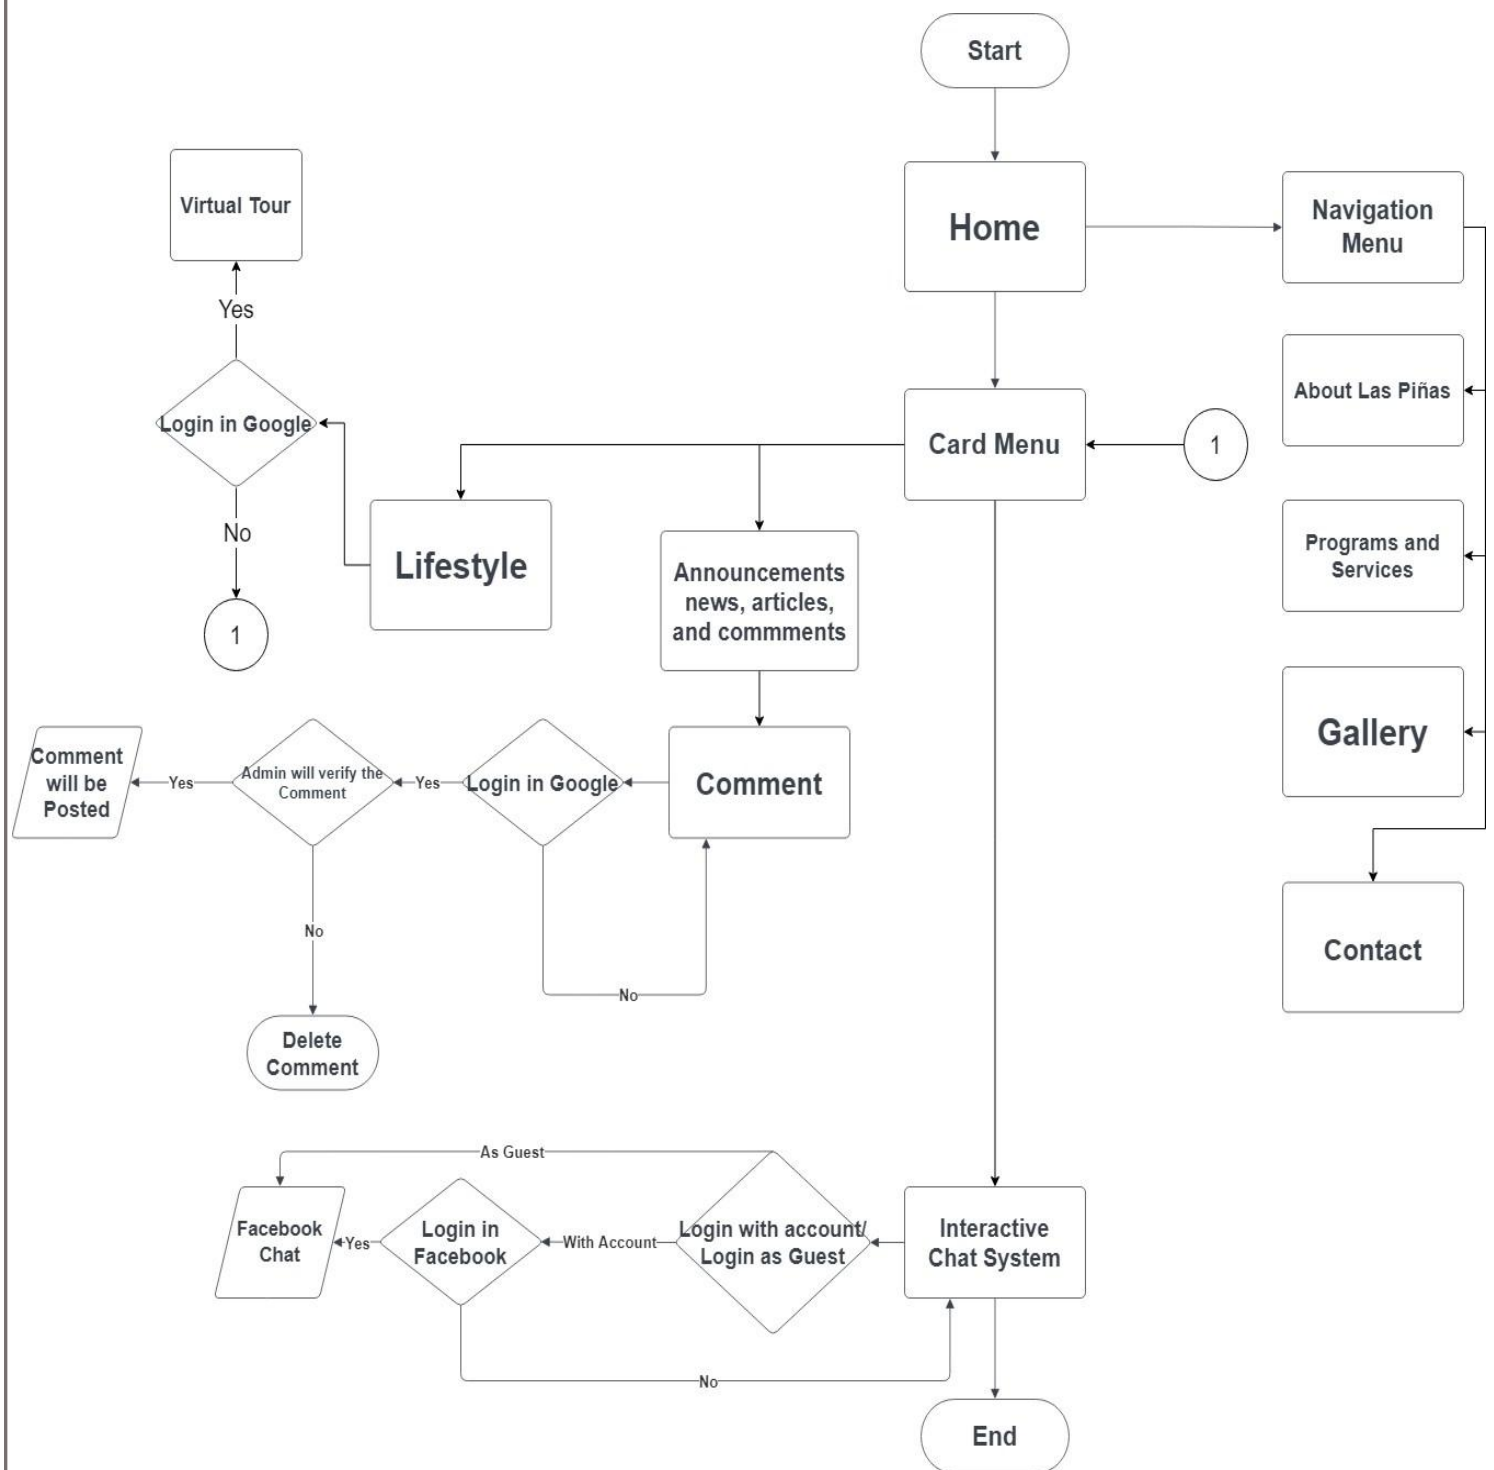 Start
Home
Navigation
Menu
Virtual Tour
Yes
Login in Google
No
1
About Las Piñas
Card Menu
1
Lifestyle
Announcements
news, articles,
and commments
Programs and
Services
Gallery
Comment
will be
Posted
Yes
Admin will verify the
Comment
Yes
Login in Google
Comment
No
No
Delete
Comment
Contact
As Guest
Facebook
Chat
Yes
Login in
Facebook
With Account
Login with account/
Login as Guest
Interactive
Chat System
No
End